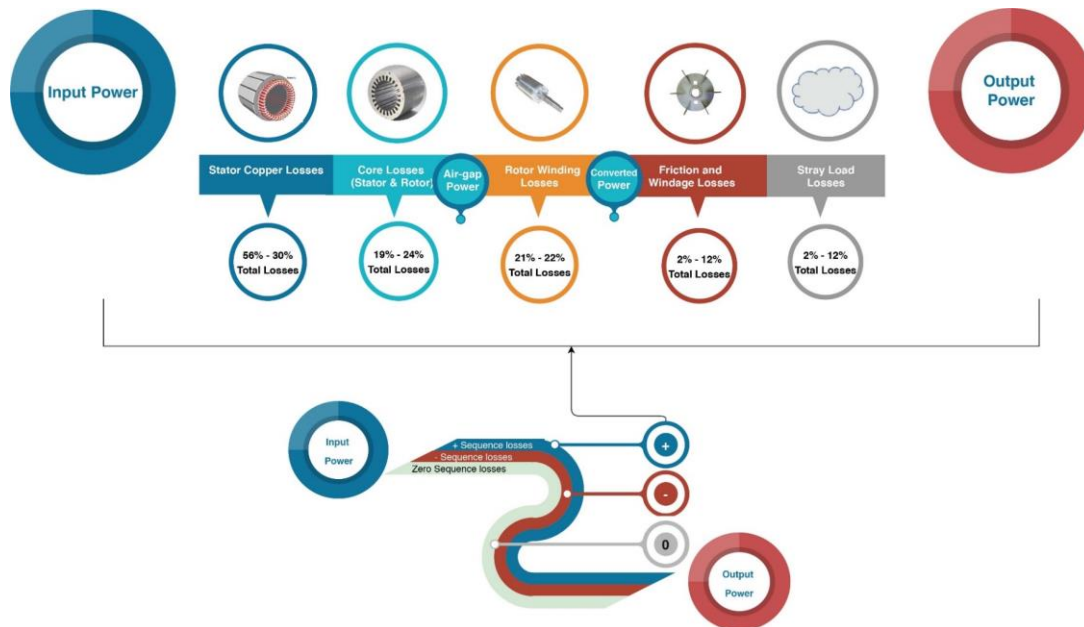 Input Power
Output
Power
Stator Copper Losses
Core Losses
(Stator & Rotor)
Air-gap
Power
Rotor Winding
Losses
Converted
Power
Friction and
Windage Losses
Stray Load
Losses
56% - 30%
Total Losses
19% - 24%
Total Losses
21% - 22%
Total Losses
2% - 12%
Total Losses
2% - 12%
Total Losses
Input
Power
+ Sequence losses
- Sequence losses
Zero Sequence losses
+
-
0
Output
Power